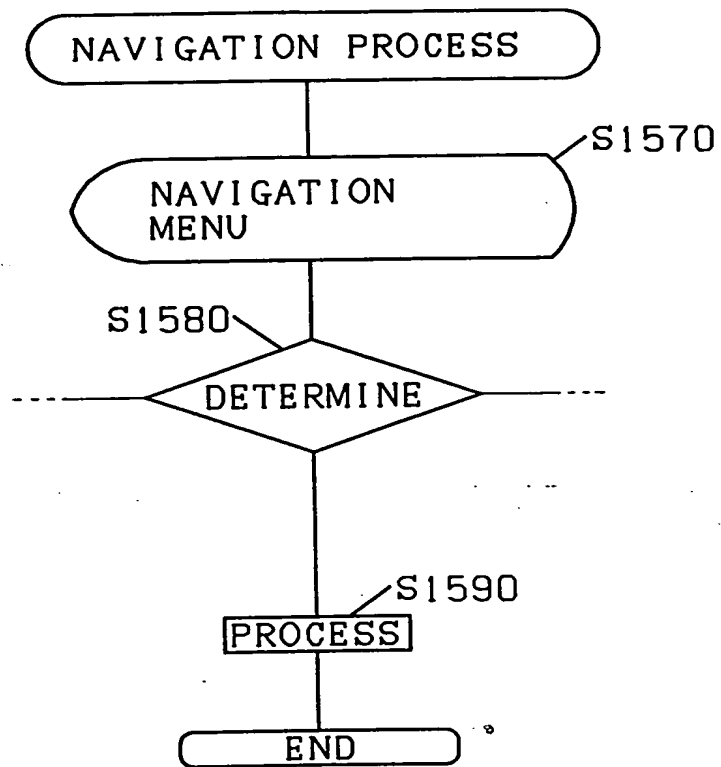 NAVIGATION PROCESS
S1570
NAVIGATION
MENU
S1580
DETERMINE
S1590
PROCESS
END